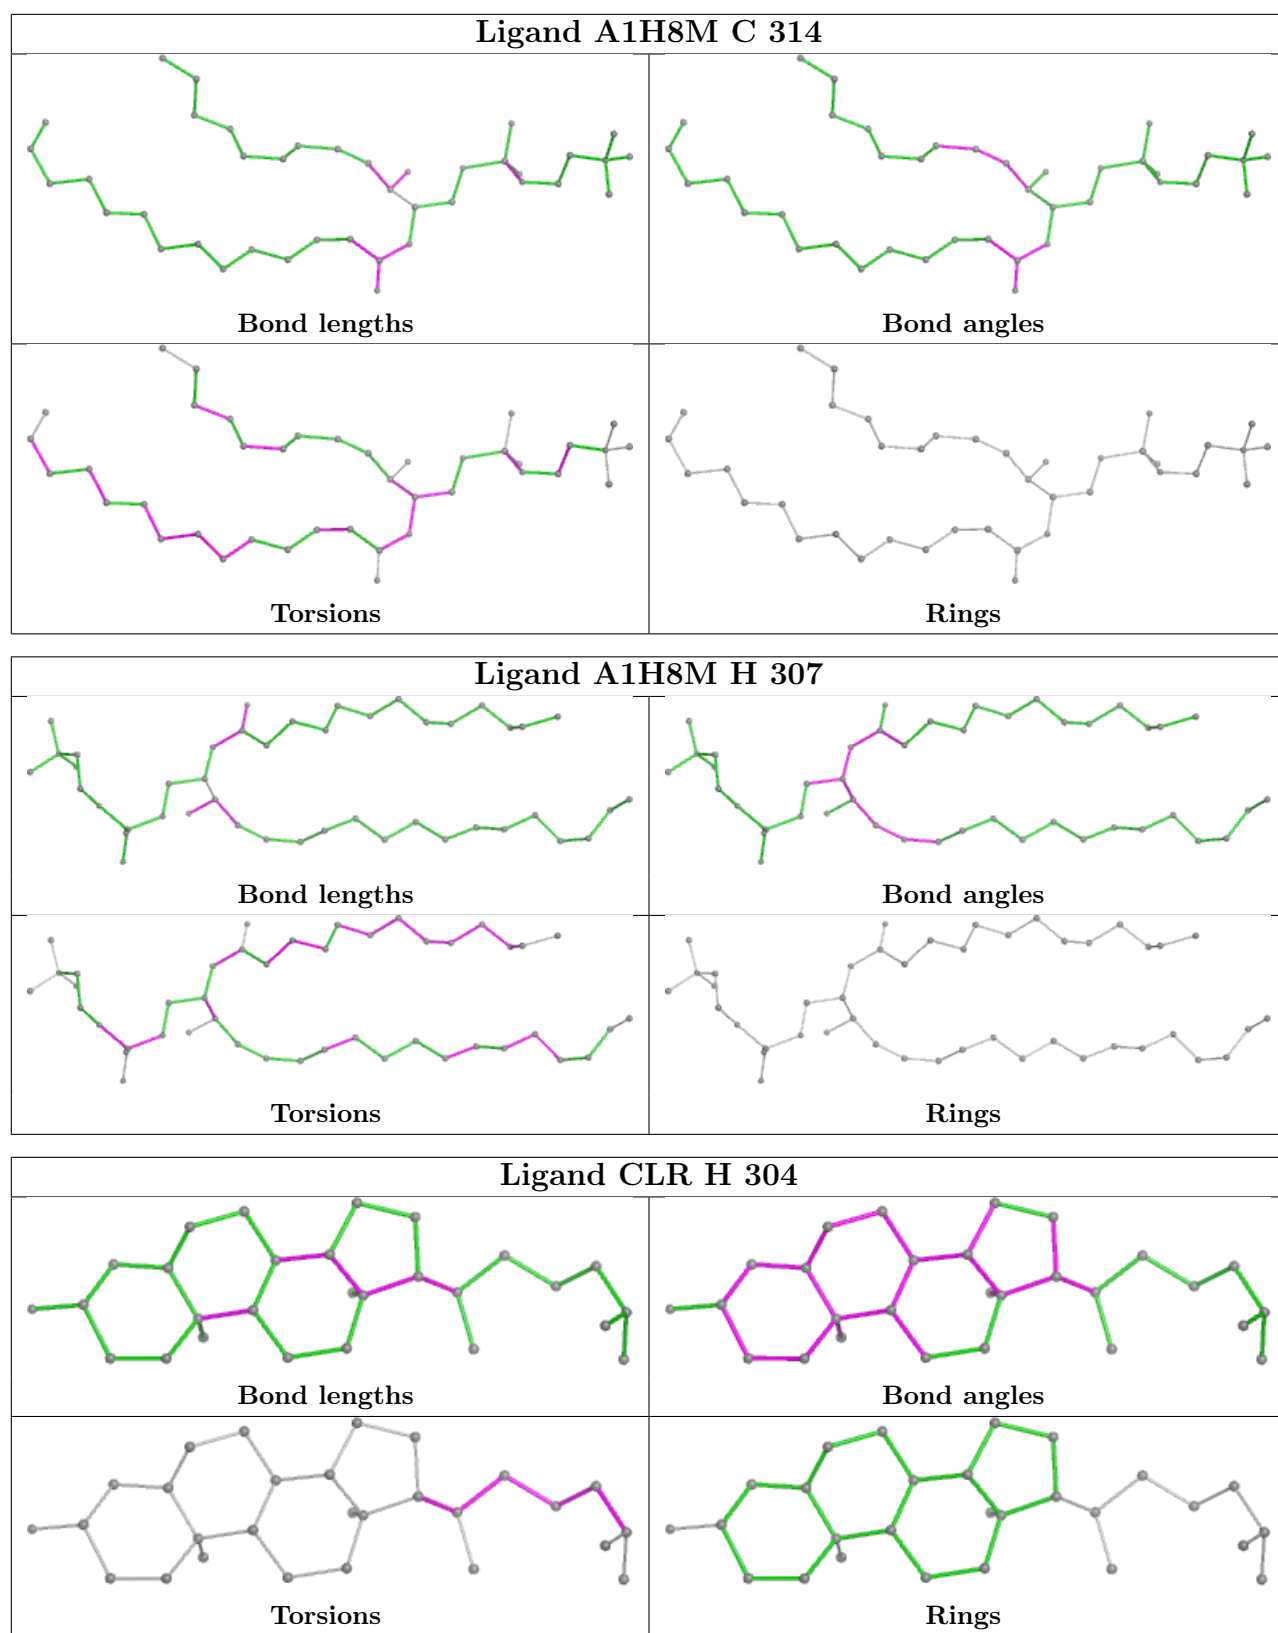 Ligand A1H8M C 314
Bond lengths
Bond angles
Torsions
Rings
Ligand A1H8M H 307
Bond lengths
Bond angles
Torsions
Rings
Ligand CLR H 304
Bond lengths
Bond angles
Torsions
Rings